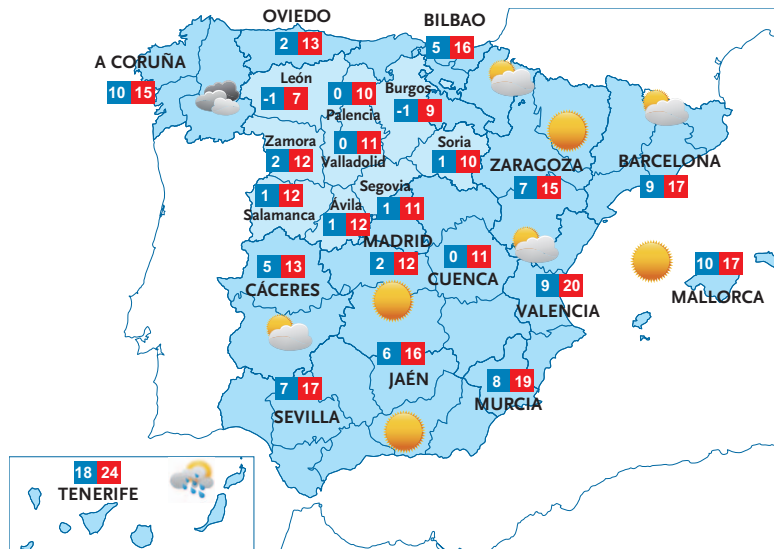 OVIEDO
2 13
BILBAO
5 16
A CORUÑA
10 15
León
-1 7
0 10
Palencia
Burgos
-1 9
Zamora
2 12
0 11
Valladolid
Soria
1 10
ZARAGOZA
7 15
BARCELONA
9 17
1 12
Salamanca
Ávila
1 12
Segovia
1 11
MADRID
2 12
0 11
CUENCA
5 13
CÁCERES
9 20
VALENCIA
10 17
MALLORCA
6 16
JAÉN
8 19
MURCIA
7 17
SEVILLA
18 24
TENERIFE